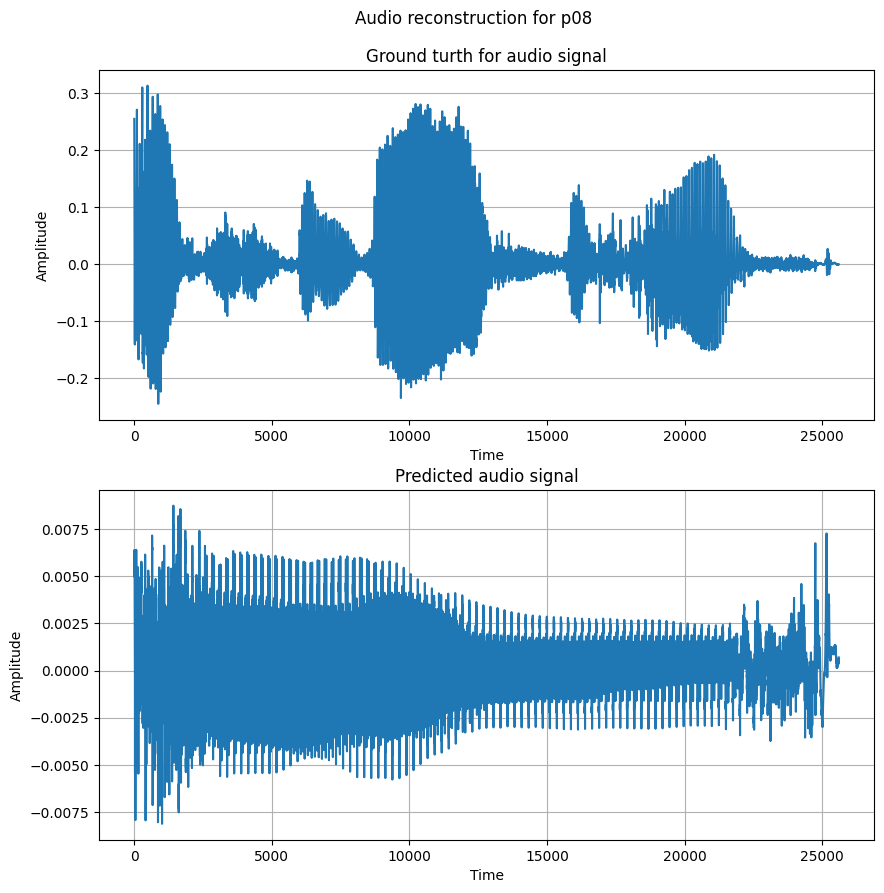 Audio reconstruction for p08
Ground turth for audio signal
0.3
0.2
0.1
0.0
−0.1
−0.2
Amplitude
0 5000 10000 15000 20000 25000
Time
Predicted audio signal
0.0075
0.0050
0.0025
0.0000
−0.0025
−0.0050
−0.0075
Amplitude
0 5000 10000 15000 20000 25000
Time